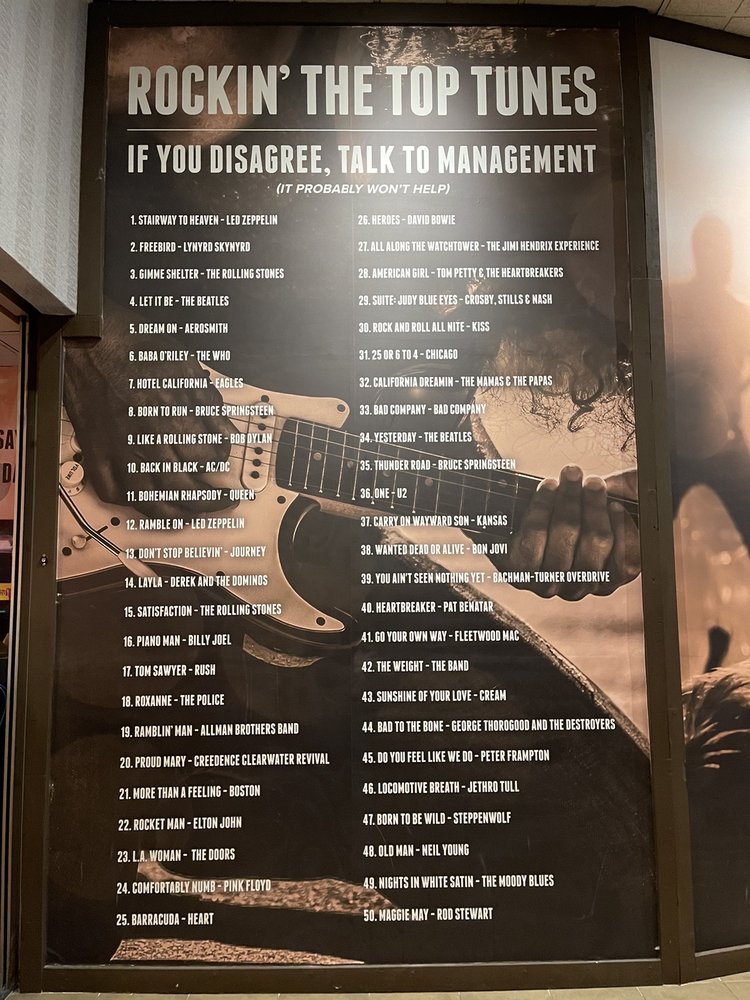 ROCKIN' THE TOP TUNES
IF YOU DISAGREE, TALK TO MANAGEMENT
(IT PROBABLY WON'T HELP)
1. STAIRWAY TO HEAVEN - LED ZEPPELIN
2. FREEBIRD - LYNYRD SKYNYRD
3. GIMME SHELTER - THE ROLLING STONES
4. LET IT BE - THE BEATLES
5. DREAM ON - AEROSMITH
6. BABA O'RILEY - THE WHO
7. HOTEL CALIFORNIA - EAGLES
8. BORN TO RUN - BRUCE SPRINGSTEEN
9. LIKE A ROLLING STONE - BOB DYLAN
10. BACK IN BLACK - AC/DC
11. BOHEMIAN RHAPSODY - QUEEN
12. RAMBLE ON - LED ZEPPELIN
13. DON'T STOP BELIEVIN' - JOURNEY
14. LAYLA - DEREK AND THE DOMINOS
15. SATISFACTION - THE ROLLING STONES
16. PIANO MAN - BILLY JOEL
17. TOM SAWYER - RUSH
18. ROXANNE - THE POLICE
19. RAMBLIN' MAN - ALLMAN BROTHERS BAND
20. PROUD MARY - CREEDENCE CLEARWATER REVIVAL
21. MORE THAN A FEELING - BOSTON
22. ROCKET MAN - ELTON JOHN
23. L.A. WOMAN - THE DOORS
24. COMFORTABLY NUMB - PINK FLOYD
25. BARRACUDA - HEART
26. HEROES - DAVID BOWIE
27. ALL ALONG THE WATCHTOWER - THE JIMI HENDRIX EXPERIENCE
28. AMERICAN GIRL - TOM PETTY & THE HEARTBREAKERS
29. SUITE: JUDY BLUE EYES - CROSBY, STILLS & NASH
30. ROCK AND ROLL ALL NITE - KISS
31. 25 OR 6 TO 4 - CHICAGO
32. CALIFORNIA DREAMIN - THE MAMAS & THE PAPAS
33. BAD COMPANY - BAD COMPANY
34. YESTERDAY - THE BEATLES
35. THUNDER ROAD - BRUCE SPRINGSTEEN
36. ONE - U2
37. CARRY ON WAYWARD SON - KANSAS
38. WANTED DEAD OR ALIVE - BON JOVI
39. YOU AIN'T SEEN NOTHING YET - BACHMAN-TURNER OVERDRIVE
40. HEARTBREAKER - PAT BENATAR
41. GO YOUR OWN WAY - FLEETWOOD MAC
42. THE WEIGHT - THE BAND
43. SUNSHINE OF YOUR LOVE - CREAM
44. BAD TO THE BONE - GEORGE THOROGOOD AND THE DESTROYERS
45. DO YOU FEEL LIKE WE DO - PETER FRAMPTON
46. LOCOMOTIVE BREATH - JETHRO TULL
47. BORN TO BE WILD - STEPPENWOLF
48. OLD MAN - NEIL YOUNG
49. NIGHTS IN WHITE SATIN - THE MOODY BLUES
50. MAGGIE MAY - ROD STEWART